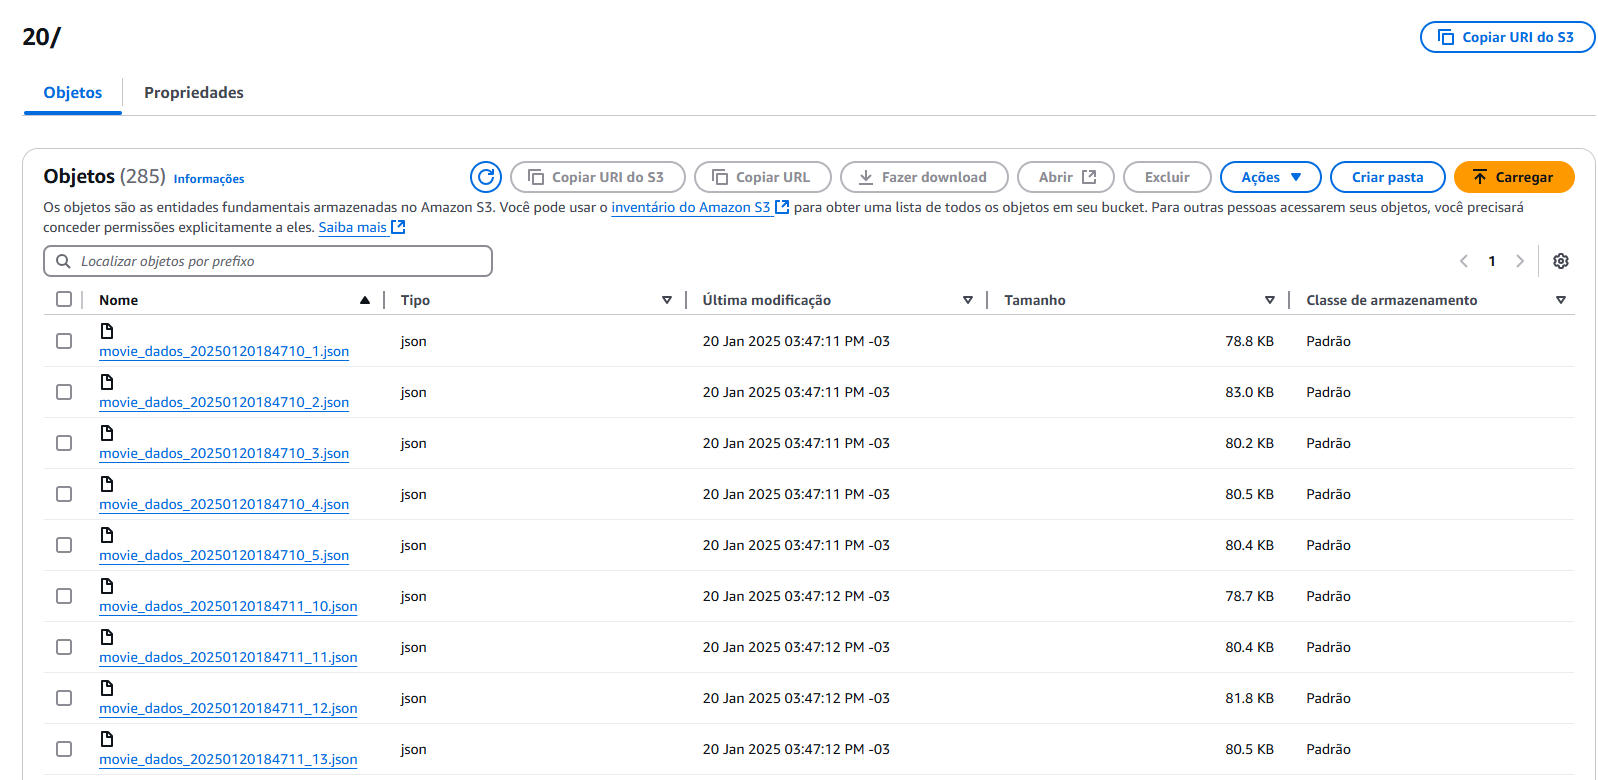 20/
Copiar URI do S3
Objetos
Propriedades
Objetos (285) Informações
Copiar URI do S3
Copiar URL
Fazer download
Abrir
Excluir
Ações
Criar pasta
Carregar
Os objetos são as entidades fundamentais armazenadas no Amazon S3. Você pode usar o inventário do Amazon S3 para obter uma lista de todos os objetos em seu bucket. Para outras pessoas acessarem seus objetos, você precisará
conceder permissões explicitamente a eles. Saiba mais
Localizar objetos por prefixo
1
Nome Tipo Última modificação Tamanho Classe de armazenamento
movie_dados_20250120184710_1.json json 20 Jan 2025 03:47:11 PM -03 78.8 KB Padrão
movie_dados_20250120184710_2.json json 20 Jan 2025 03:47:11 PM -03 83.0 KB Padrão
movie_dados_20250120184710_3.json json 20 Jan 2025 03:47:11 PM -03 80.2 KB Padrão
movie_dados_20250120184710_4.json json 20 Jan 2025 03:47:11 PM -03 80.5 KB Padrão
movie_dados_20250120184710_5.json json 20 Jan 2025 03:47:11 PM -03 80.4 KB Padrão
movie_dados_20250120184711_10.json json 20 Jan 2025 03:47:12 PM -03 78.7 KB Padrão
movie_dados_20250120184711_11.json json 20 Jan 2025 03:47:12 PM -03 80.4 KB Padrão
movie_dados_20250120184711_12.json json 20 Jan 2025 03:47:12 PM -03 81.8 KB Padrão
movie_dados_20250120184711_13.json json 20 Jan 2025 03:47:12 PM -03 80.5 KB Padrão